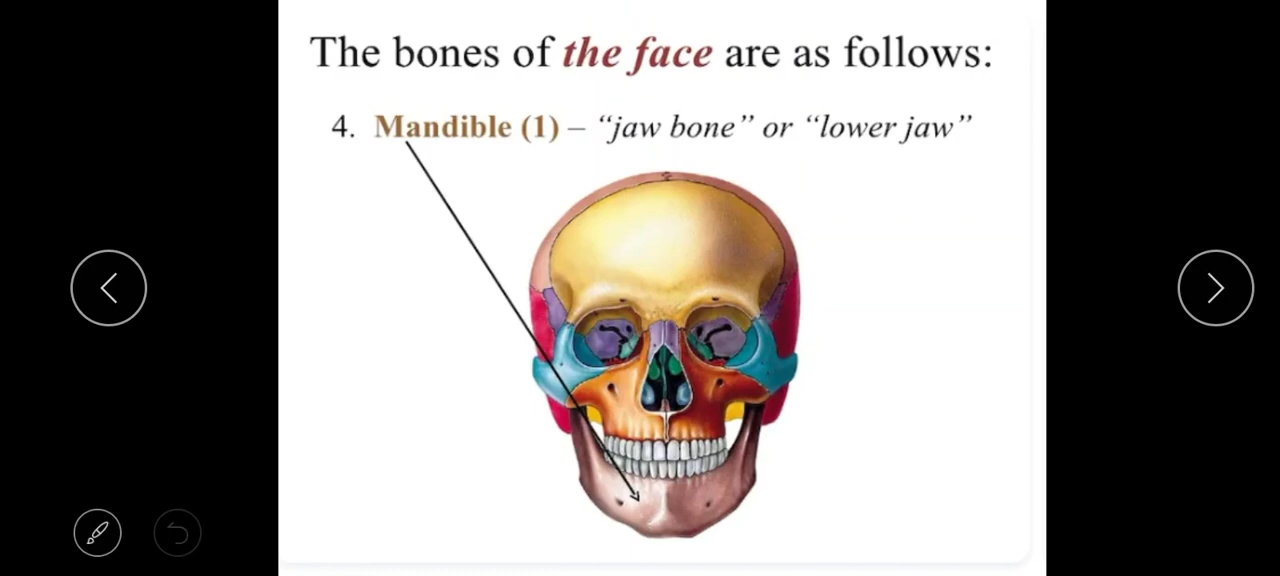 The bones of the face are as follows:
4. Mandible (1) – “jaw bone” or “lower jaw”